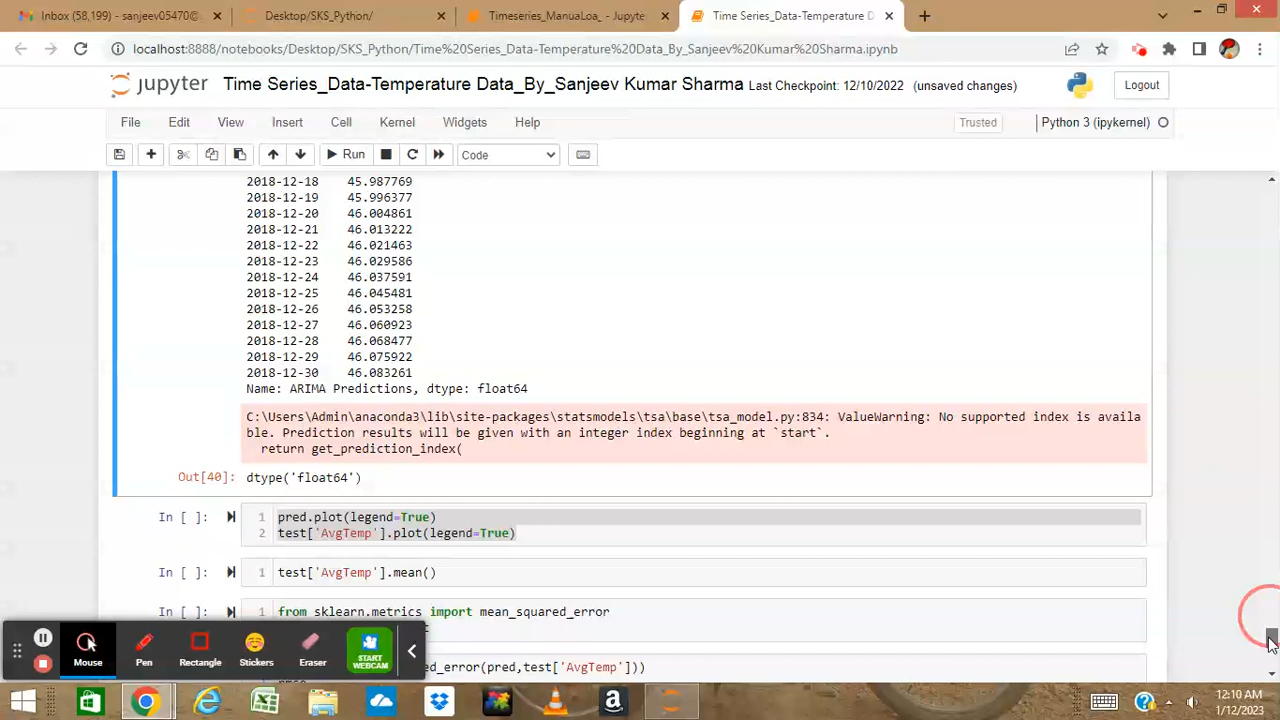 Inbox (58,199) - sanjeev05470@
Desktop/SKS_Python/
Timeseries_ManuaLoa_ - Jupyte
Time Series_Data-Temperature D
localhost:8888/notebooks/Desktop/SKS_Python/Time%20Series_Data-Temperature%20Data_By_Sanjeev%20Kumar%20Sharma.ipynb
jupyter
Time Series_Data-Temperature Data_By_Sanjeev Kumar Sharma Last Checkpoint: 12/10/2022 (unsaved changes)
Logout
File Edit View Insert Cell Kernel Widgets Help
Trusted
Python 3 (ipykernel)
Run
Code
2018-12-18 45.987769
2018-12-19 45.996377
2018-12-20 46.004861
2018-12-21 46.013222
2018-12-22 46.021463
2018-12-23 46.029586
2018-12-24 46.037591
2018-12-25 46.045481
2018-12-26 46.053258
2018-12-27 46.060923
2018-12-28 46.068477
2018-12-29 46.075922
2018-12-30 46.083261
Name: ARIMA Predictions, dtype: float64
C:\Users\Admin\anaconda3\lib\site-packages\statsmodels\tsa\base\tsa_model.py:834: ValueWarning: No supported index is availa
ble. Prediction results will be given with an integer index beginning at `start`.
return get_prediction_index(
Out[40]: dtype('float64')
In [ ]: 1 pred.plot(legend=True)
2 test['AvgTemp'].plot(legend=True)
In [ ]: 1 test['AvgTemp'].mean()
In [ ]: 1 from sklearn.metrics import mean_squared_error
ed_error(pred,test['AvgTemp']))
Mouse
Pen
Rectangle
Stickers
Eraser
START
WEBCAM
12:10 AM
1/12/2023